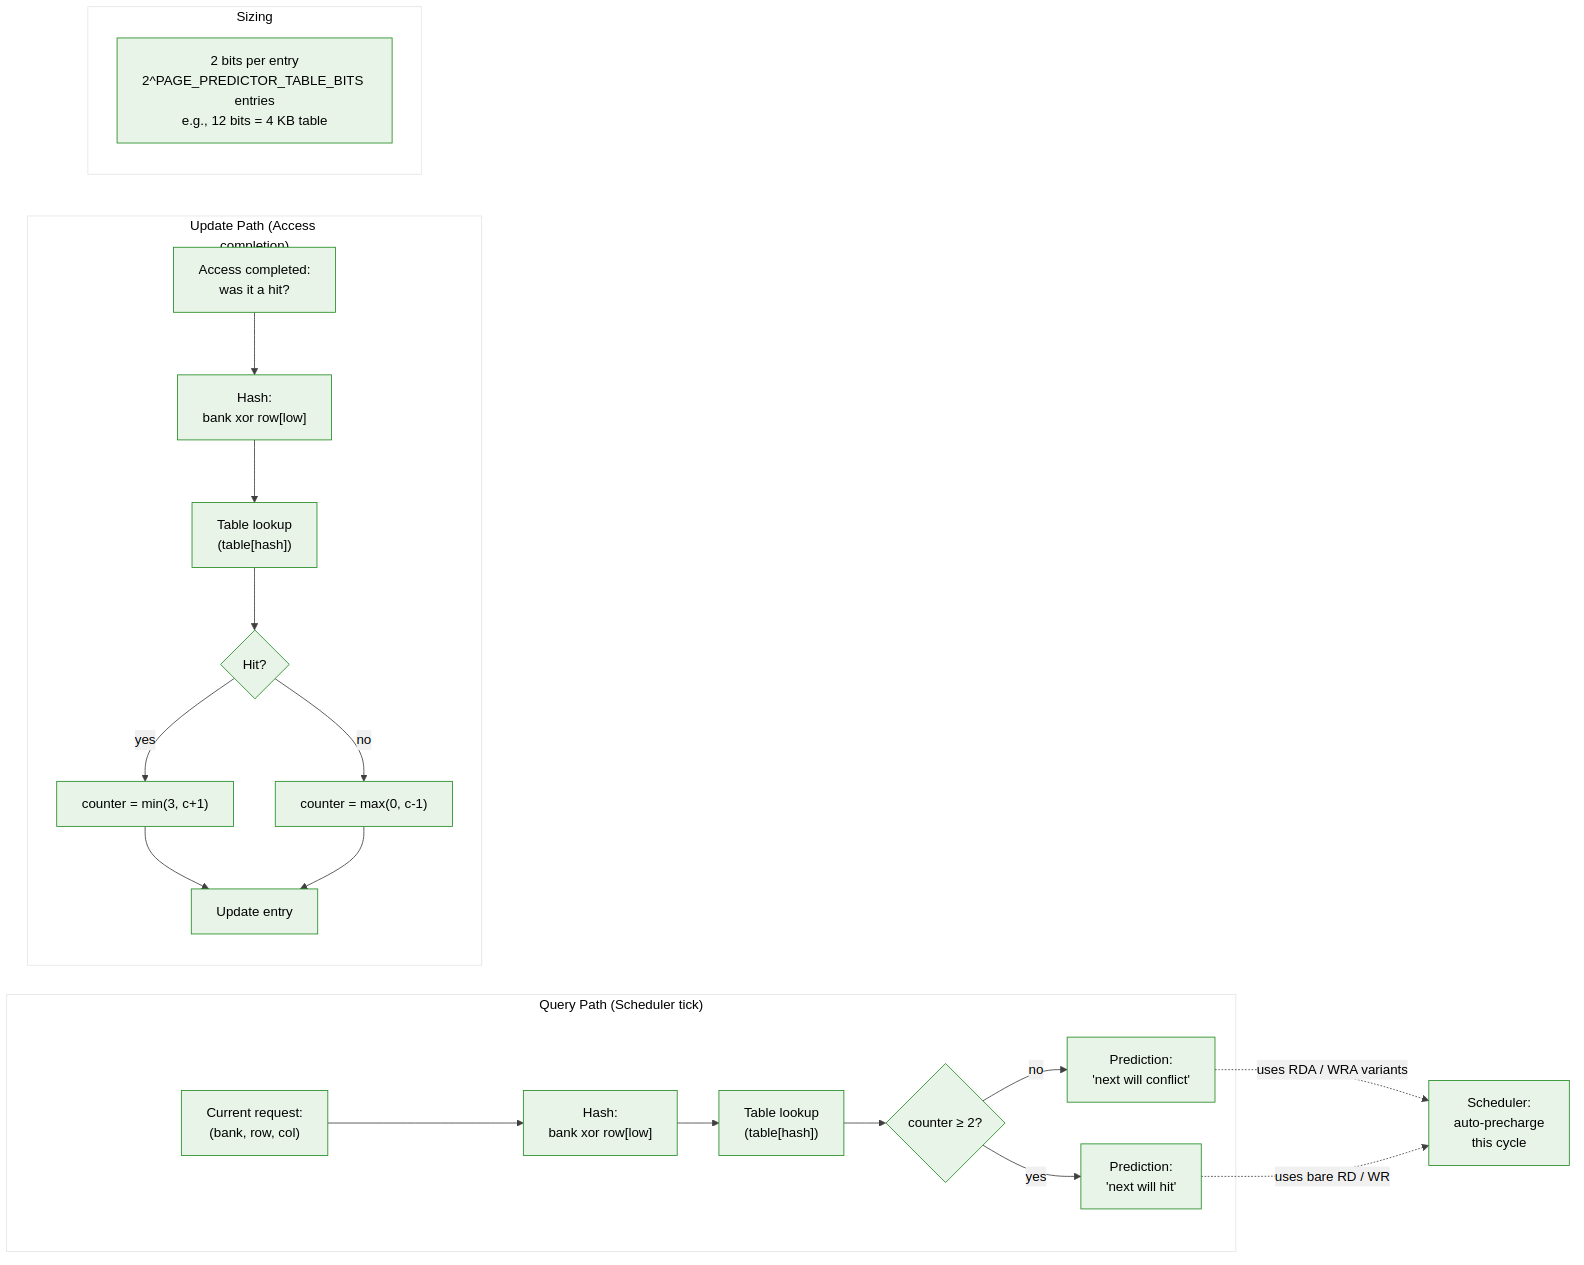 Sizing
2 bits per entry
2^PAGE_PREDICTOR_TABLE_BITS
entries
e.g., 12 bits = 4 KB table
Update Path (Access
completion)
Access completed:
was it a hit?
Hash:
bank xor row[low]
Table lookup
(table[hash])
Hit?
yes
no
counter = min(3, c+1)
counter = max(0, c-1)
Update entry
Query Path (Scheduler tick)
Current request:
(bank, row, col)
Hash:
bank xor row[low]
Table lookup
(table[hash])
counter ≥ 2?
no
yes
Prediction:
'next will conflict'
Prediction:
'next will hit'
uses RDA / WRA variants
uses bare RD / WR
Scheduler:
auto-precharge
this cycle